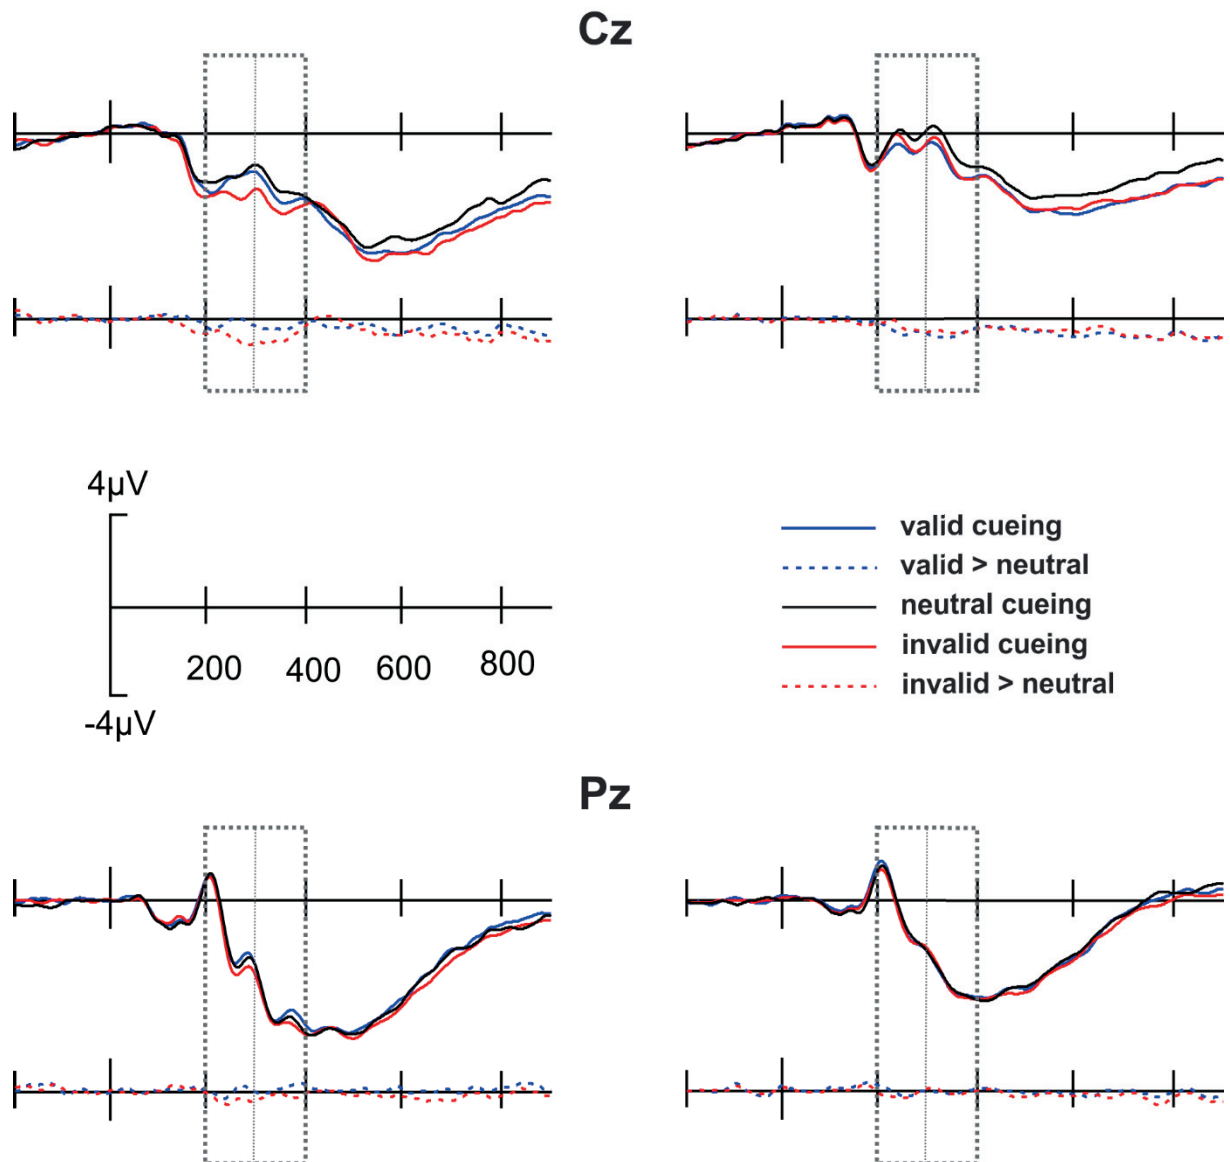 Cz
4µV
200 400 600 800
-4µV
valid cueing
valid > neutral
neutral cueing
invalid cueing
invalid > neutral
Pz